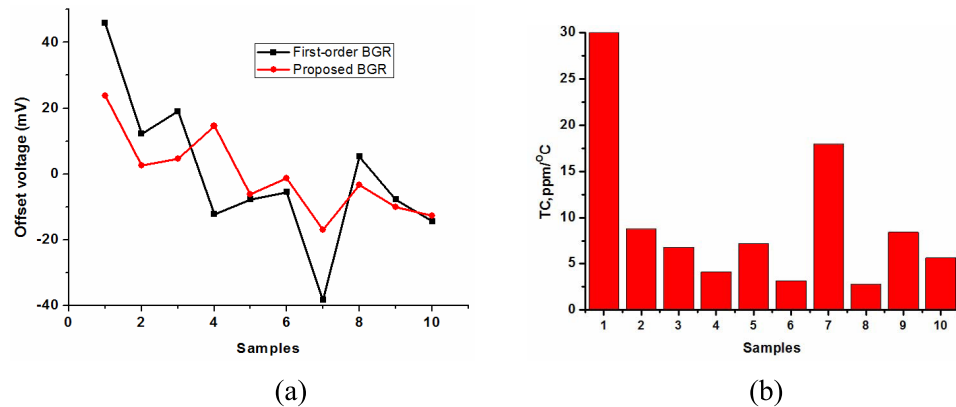 40
20
0
-20
-40
Offset voltage (mV)
First-order BGR
Proposed BGR
0 2 4 6 8 10
Samples
(a)
30
25
20
15
10
5
0
TC,ppm/⁰C
1 2 3 4 5 6 7 8 9 10
Samples
(b)